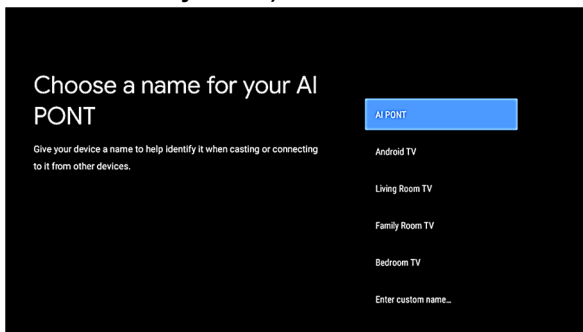 Choose a name for your AI
PONT
Give your device a name to help identify it when casting or connecting
to it from other devices.
AI PONT
Android TV
Living Room TV
Family Room TV
Bedroom TV
Enter custom name...